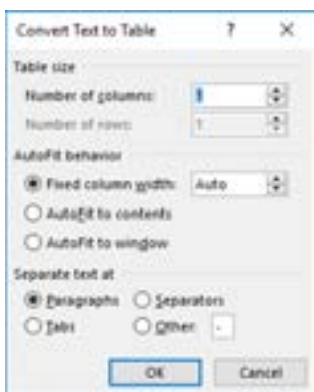 Convert Text to Table ? ×
Table size
Number of columns: 1
Number of rows: 1
AutoFit behavior
Fixed column width: Auto
AutoFit to contents
AutoFit to window
Separate text at
Paragraphs Separators
Tabs Other: -
OK Cancel